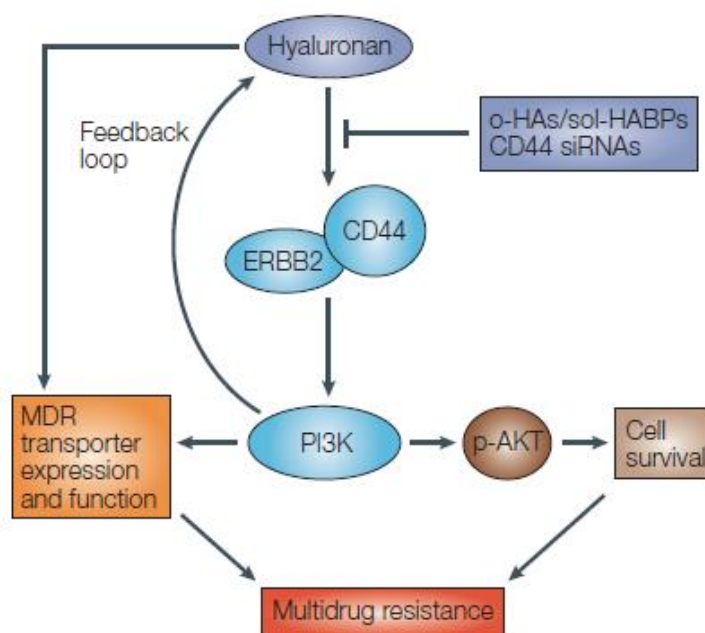 Hyaluronan
Feedback
loop
o-HAs/sol-HABPs
CD44 siRNAs
CD44
ERBB2
MDR
transporter
expression
and function
PI3K
p-AKT
Cell
survival
Multidrug resistance